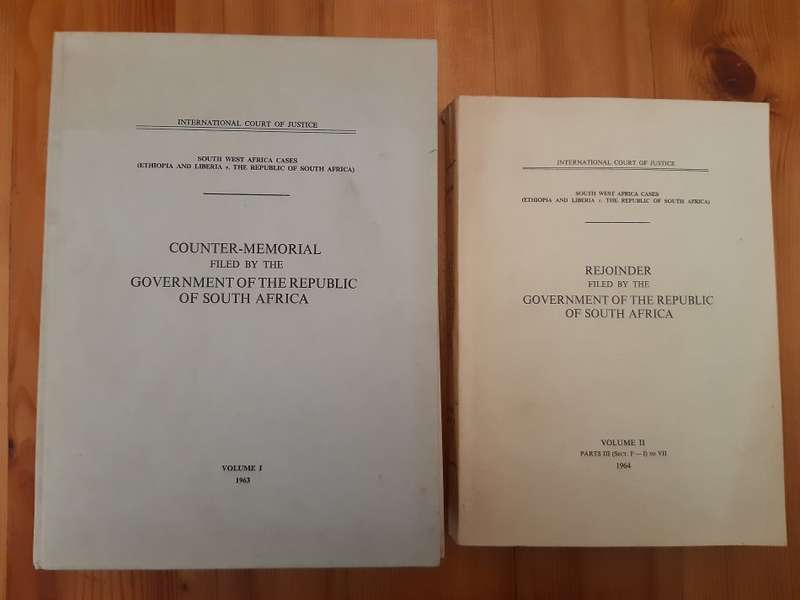 INTERNATIONAL COURT OF JUSTICE
SOUTH WEST AFRICA CASES
(ETHIOPIA AND LIBERIA v. THE REPUBLIC OF SOUTH AFRICA)
COUNTER-MEMORIAL
FILED BY THE
GOVERNMENT OF THE REPUBLIC
OF SOUTH AFRICA
VOLUME I
1963
INTERNATIONAL COURT OF JUSTICE
SOUTH WEST AFRICA CASES
(ETHIOPIA AND LIBERIA v. THE REPUBLIC OF SOUTH AFRICA)
REJOINDER
FILED BY THE
GOVERNMENT OF THE REPUBLIC
OF SOUTH AFRICA
VOLUME II
PARTS III (Sect. F — I) to VII
1964